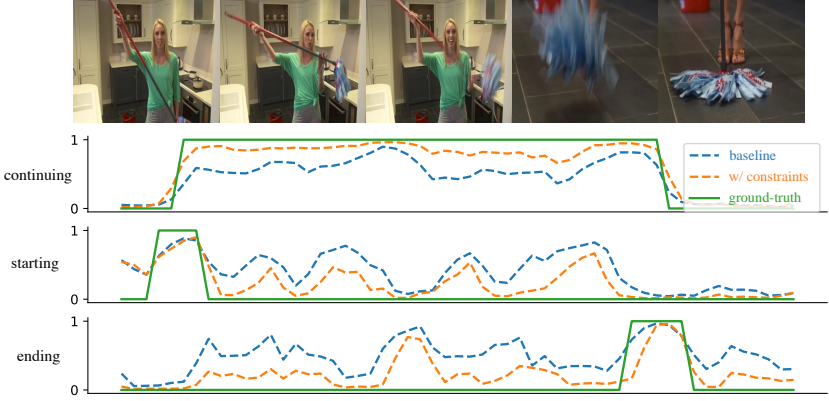 1
continuing
0
baseline
w/ constraints
ground-truth
1
starting
0
1
ending
0